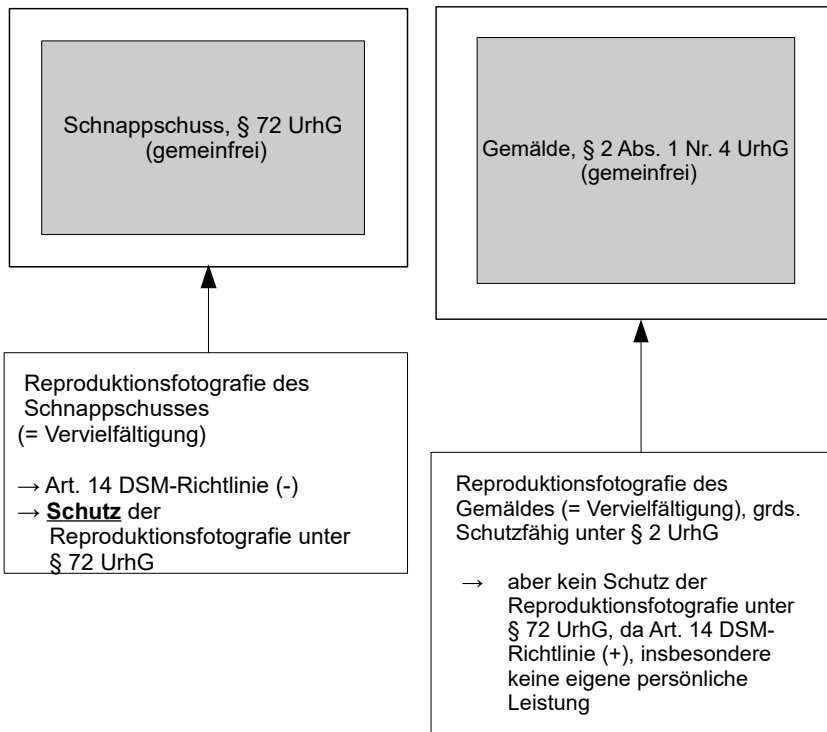 Schnappschuss, § 72 UrhG
(gemeinfrei)
Gemälde, § 2 Abs. 1 Nr. 4 UrhG
(gemeinfrei)
Reproduktionsfotografie des
Schnappschusses
(= Vervielfältigung)
→ Art. 14 DSM-Richtlinie (-)
→ Schutz der
Reproduktionsfotografie unter
§ 72 UrhG
Reproduktionsfotografie des
Gemäldes (= Vervielfältigung), grds.
Schutzfähig unter § 2 UrhG
→ aber kein Schutz der
Reproduktionsfotografie unter
§ 72 UrhG, da Art. 14 DSM-
Richtlinie (+), insbesondere
keine eigene persönliche
Leistung